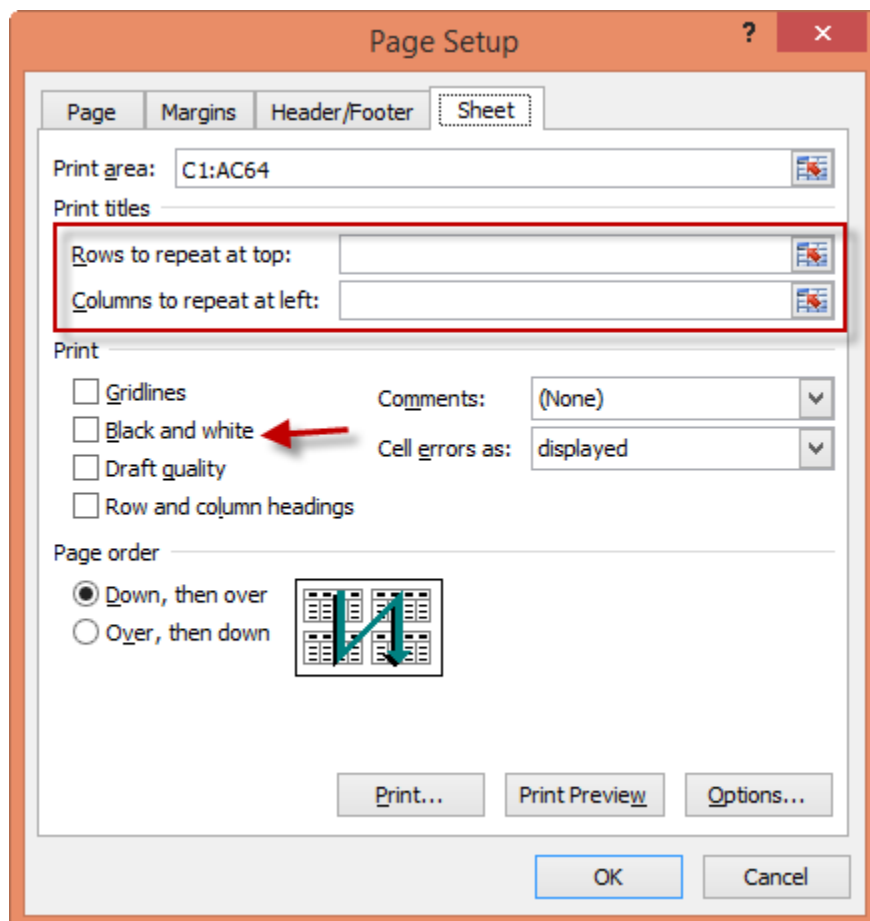 Page Setup ? ×
Page Margins Header/Footer Sheet
Print area: C1:AC64
Print titles
Rows to repeat at top:
Columns to repeat at left:
Print
Gridlines
Black and white
Draft quality
Row and column headings
Comments: (None)
Cell errors as: displayed
Page order
Down, then over
Over, then down
Print... Print Preview Options...
OK Cancel